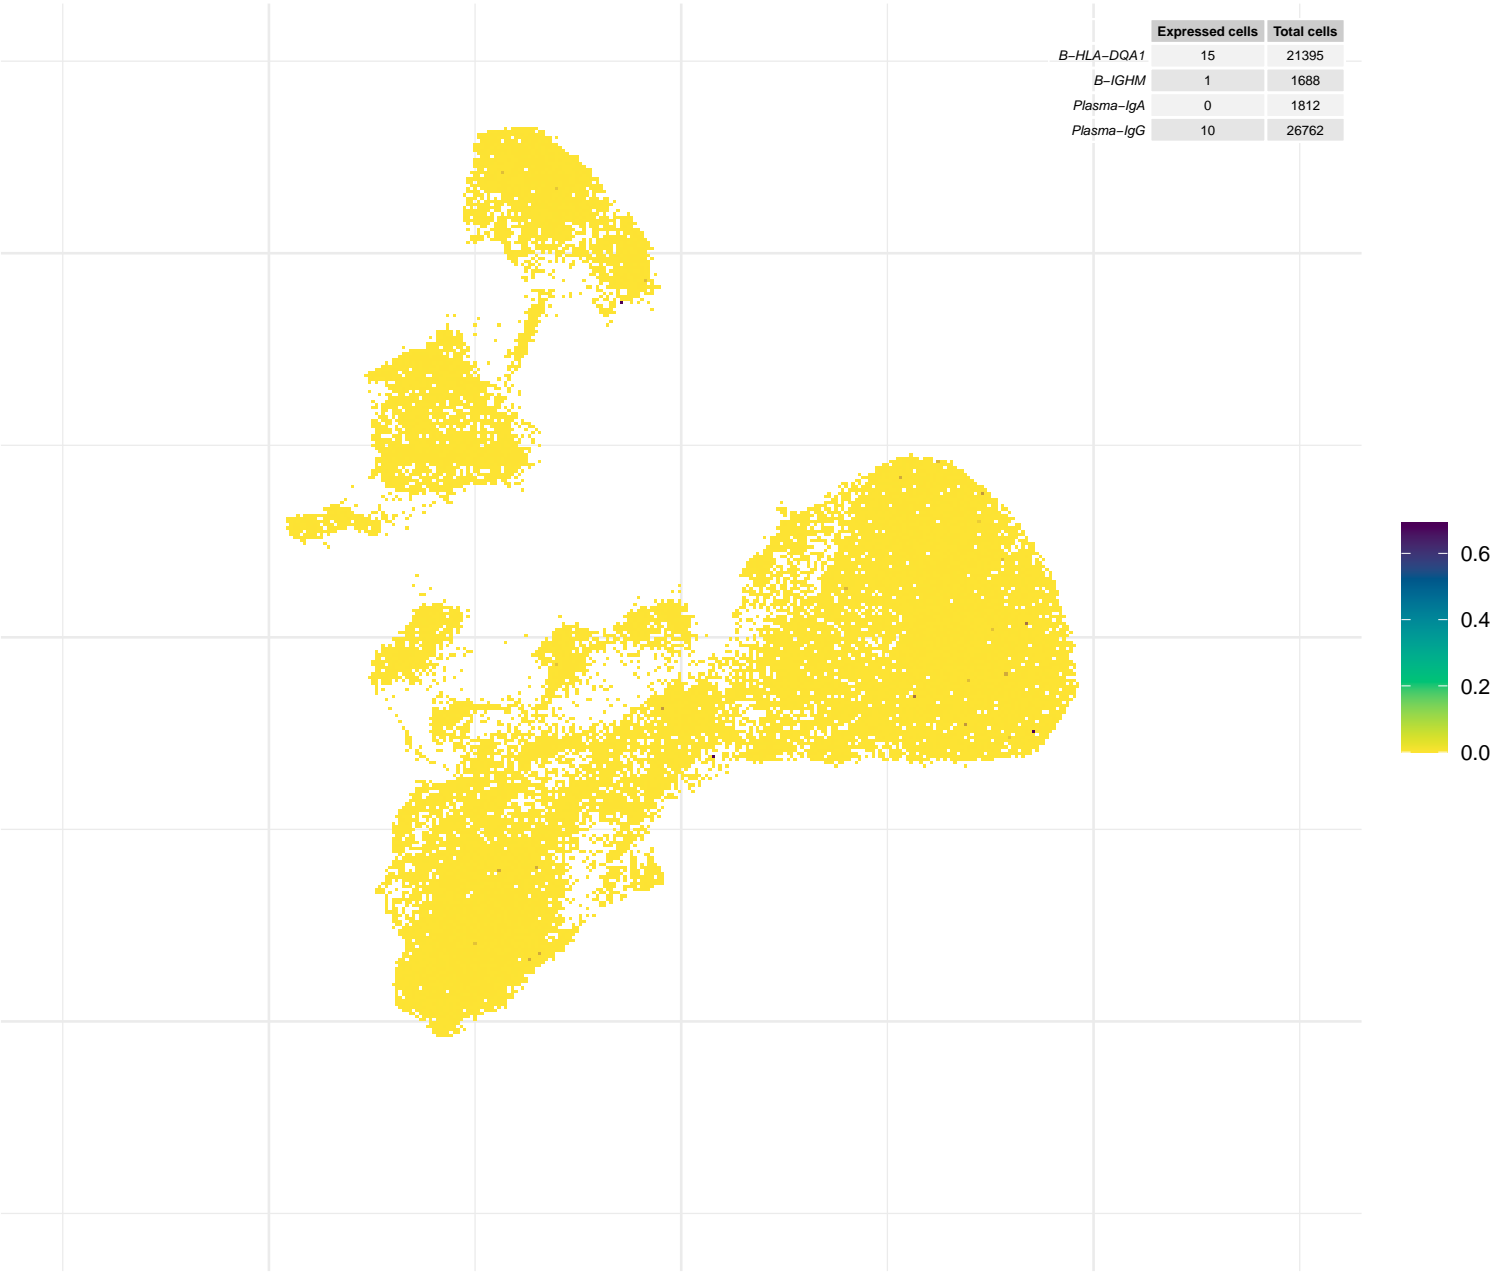 Expressed cells Total cells
B−HLA−DQA1 15 21395
B−IGHM 1 1688
Plasma−IgA 0 1812
Plasma−IgG 10 26762
0.6
0.4
0.2
0.0